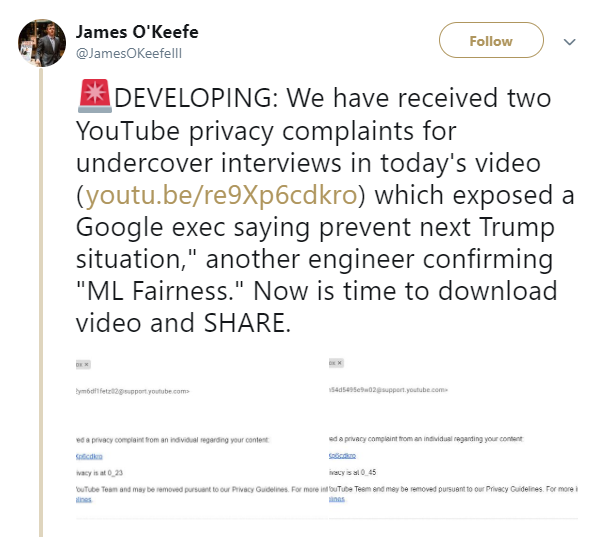 James O'Keefe
@JamesOKeefeIII
Follow
DEVELOPING: We have received two
YouTube privacy complaints for
undercover interviews in today's video
(youtu.be/re9Xp6cdkro) which exposed a
Google exec saying prevent next Trump
situation," another engineer confirming
"ML Fairness." Now is time to download
video and SHARE.
ox ×
ox ×
@support.youtube.com>
@support.youtube.com>
ed a privacy complaint from an individual regarding your content:
ed a privacy complaint from an individual regarding your content:
p6cdkro
p6cdkro
ivacy is at 0_23
ivacy is at 0_45
ouTube Team and may be removed pursuant to our Privacy Guidelines. For more inf
ouTube Team and may be removed pursuant to our Privacy Guidelines. For more i
lines.
lines.